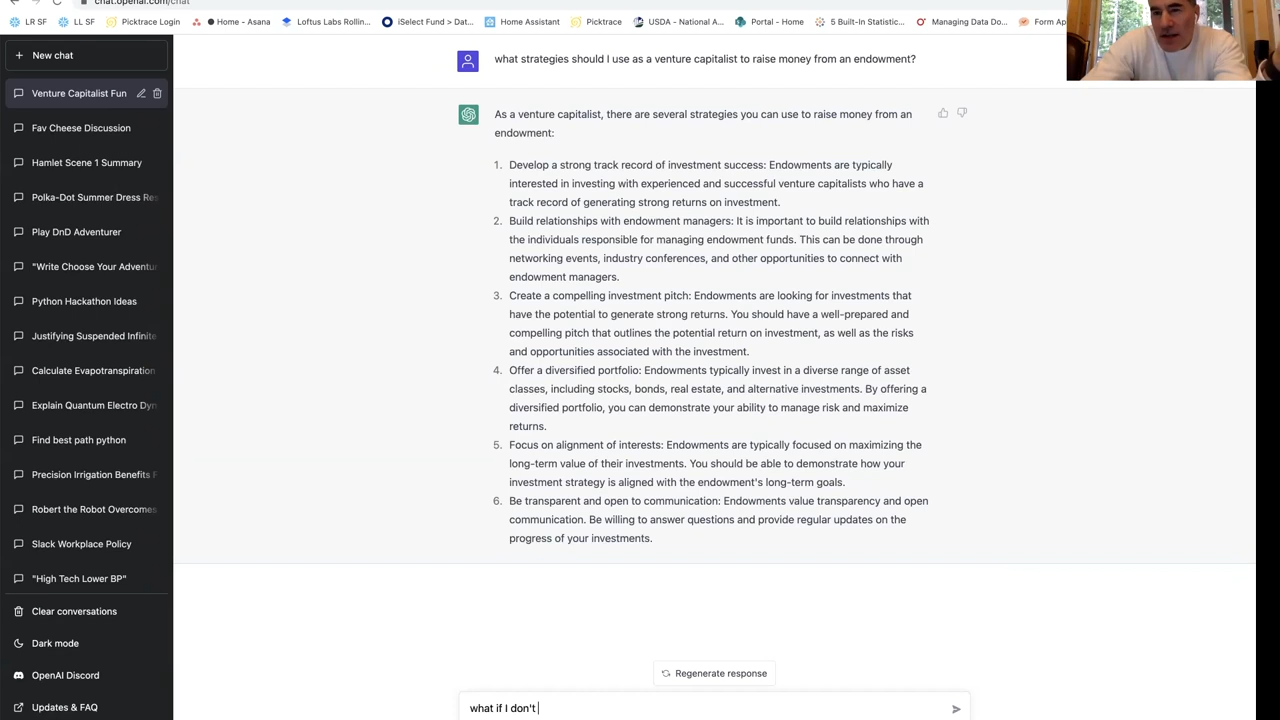 chat.openai.com/chat
LR SF
LL SF
Picktrace Login
Home - Asana
Loftus Labs Rollin...
iSelect Fund > Dat...
Home Assistant
Picktrace
USDA - National A...
Portal - Home
5 Built-In Statistic...
Managing Data Do...
Form Ap
New chat
Venture Capitalist Fun
Fav Cheese Discussion
Hamlet Scene 1 Summary
Polka-Dot Summer Dress Res
Play DnD Adventurer
"Write Choose Your Adventu
Python Hackathon Ideas
Justifying Suspended Infinite
Calculate Evapotranspiration
Explain Quantum Electro Dyn
Find best path python
Precision Irrigation Benefits F
Robert the Robot Overcomes
Slack Workplace Policy
"High Tech Lower BP"
Clear conversations
Dark mode
OpenAI Discord
Updates & FAQ
what strategies should I use as a venture capitalist to raise money from an endowment?
As a venture capitalist, there are several strategies you can use to raise money from an
endowment:
1. Develop a strong track record of investment success: Endowments are typically
interested in investing with experienced and successful venture capitalists who have a
track record of generating strong returns on investment.
2. Build relationships with endowment managers: It is important to build relationships with
the individuals responsible for managing endowment funds. This can be done through
networking events, industry conferences, and other opportunities to connect with
endowment managers.
3. Create a compelling investment pitch: Endowments are looking for investments that
have the potential to generate strong returns. You should have a well-prepared and
compelling pitch that outlines the potential return on investment, as well as the risks
and opportunities associated with the investment.
4. Offer a diversified portfolio: Endowments typically invest in a diverse range of asset
classes, including stocks, bonds, real estate, and alternative investments. By offering a
diversified portfolio, you can demonstrate your ability to manage risk and maximize
returns.
5. Focus on alignment of interests: Endowments are typically focused on maximizing the
long-term value of their investments. You should be able to demonstrate how your
investment strategy is aligned with the endowment's long-term goals.
6. Be transparent and open to communication: Endowments value transparency and open
communication. Be willing to answer questions and provide regular updates on the
progress of your investments.
Regenerate response
what if I don't